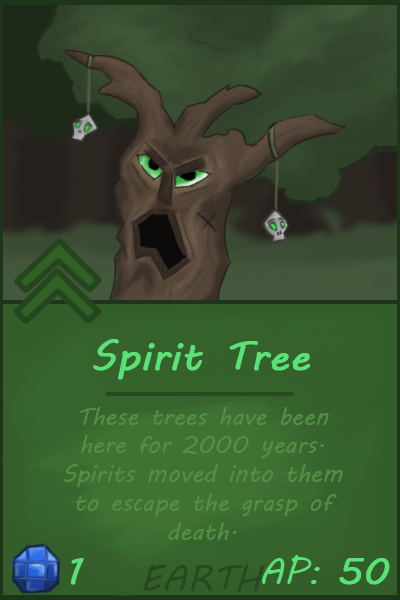 Spirit Tree
These trees have been
here for 2000 years.
Spirits moved into them
to escape the grasp of
death.
1 EARTH AP: 50